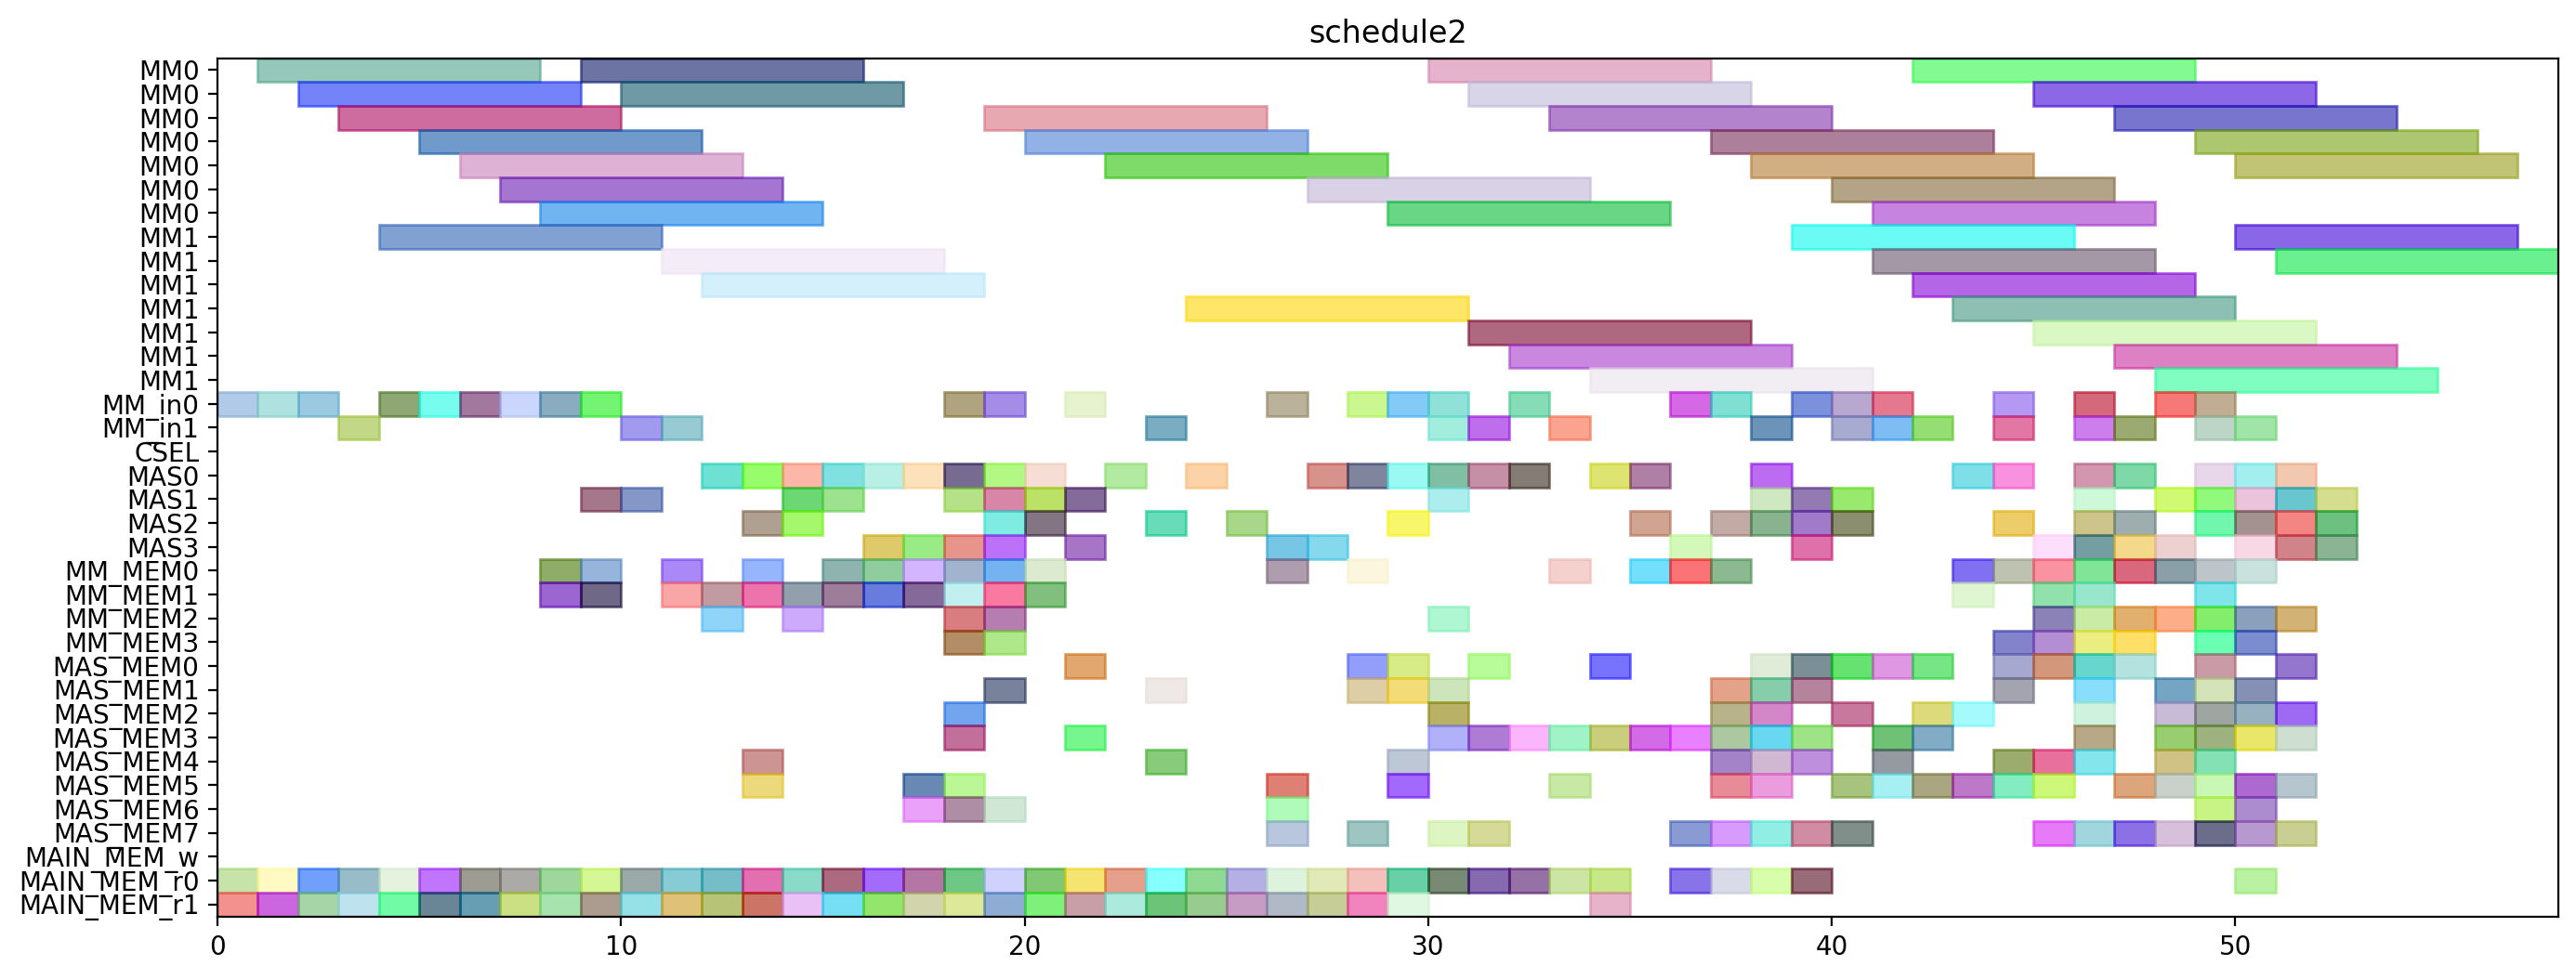 schedule2
MM0
MM0
MM0
MM0
MM0
MM0
MM0
MM1
MM1
MM1
MM1
MM1
MM1
MM1
MM_in0
MM_in1
CSEL
MAS0
MAS1
MAS2
MAS3
MM_MEM0
MM_MEM1
MM_MEM2
MM_MEM3
MAS_MEM0
MAS_MEM1
MAS_MEM2
MAS_MEM3
MAS_MEM4
MAS_MEM5
MAS_MEM6
MAS_MEM7
MAIN_MEM_w
MAIN_MEM_r0
MAIN_MEM_r1
0 10 20 30 40 50